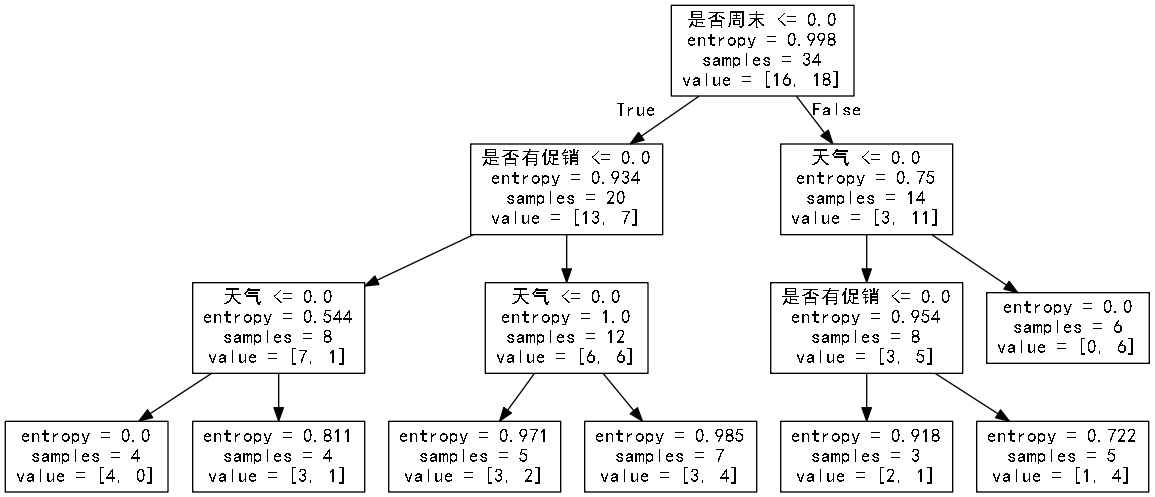 是否周末 <= 0.0
entropy = 0.998
samples = 34
value = [16, 18]
True
False
是否有促销 <= 0.0
entropy = 0.934
samples = 20
value = [13, 7]
天气 <= 0.0
entropy = 0.75
samples = 14
value = [3, 11]
天气 <= 0.0
entropy = 0.544
samples = 8
value = [7, 1]
天气 <= 0.0
entropy = 1.0
samples = 12
value = [6, 6]
是否有促销 <= 0.0
entropy = 0.954
samples = 8
value = [3, 5]
entropy = 0.0
samples = 6
value = [0, 6]
entropy = 0.0
samples = 4
value = [4, 0]
entropy = 0.811
samples = 4
value = [3, 1]
entropy = 0.971
samples = 5
value = [3, 2]
entropy = 0.985
samples = 7
value = [3, 4]
entropy = 0.918
samples = 3
value = [2, 1]
entropy = 0.722
samples = 5
value = [1, 4]